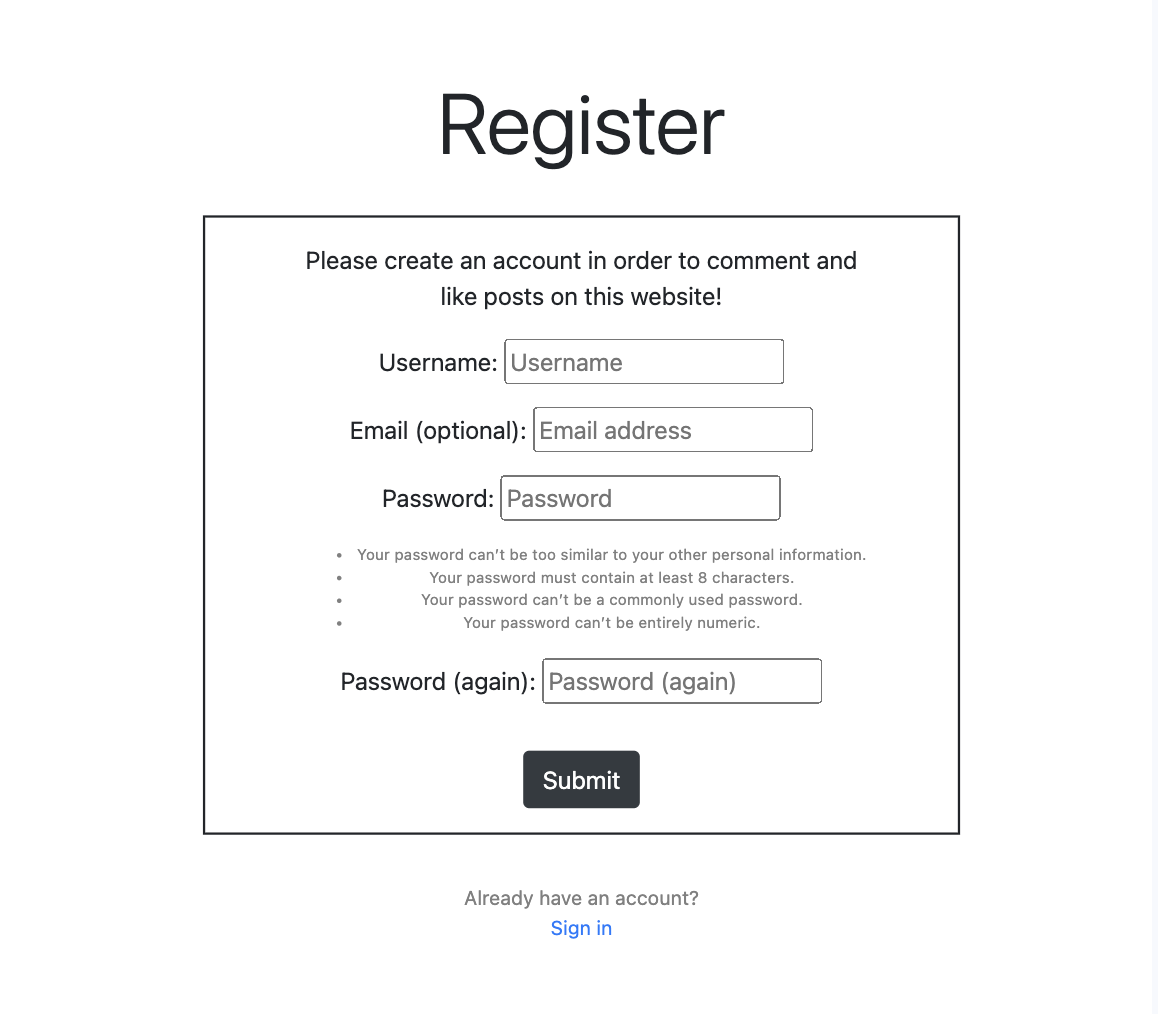 Register
Please create an account in order to comment and
like posts on this website!
Username: Username
Email (optional): Email address
Password: Password
• Your password can’t be too similar to your other personal information.
• Your password must contain at least 8 characters.
• Your password can’t be a commonly used password.
• Your password can’t be entirely numeric.
Password (again): Password (again)
Submit
Already have an account?
Sign in